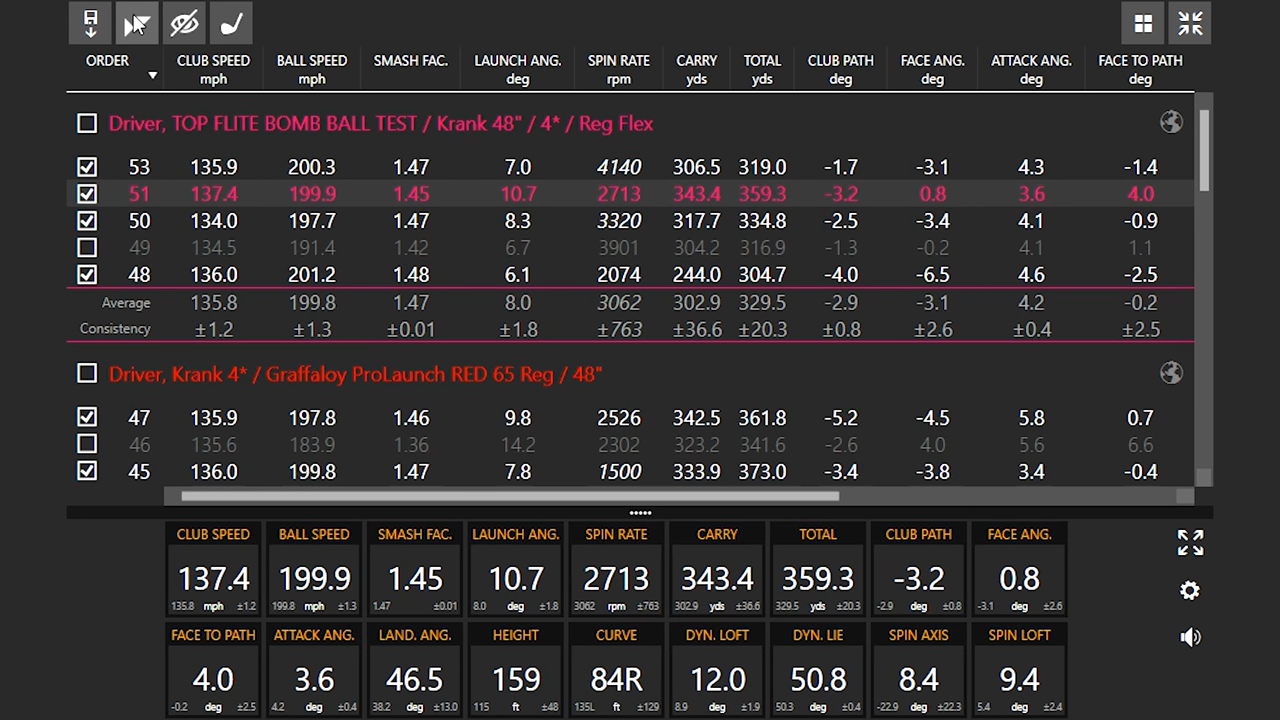 ORDER CLUB SPEED mph BALL SPEED mph SMASH FAC. LAUNCH ANG. deg SPIN RATE rpm CARRY yds TOTAL yds CLUB PATH deg FACE ANG. deg ATTACK ANG. deg FACE TO PATH deg
Driver, TOP FLITE BOMB BALL TEST / Krank 48" / 4* / Reg Flex
53 135.9 200.3 1.47 7.0 4140 306.5 319.0 -1.7 -3.1 4.3 -1.4
51 137.4 199.9 1.45 10.7 2713 343.4 359.3 -3.2 0.8 3.6 4.0
50 134.0 197.7 1.47 8.3 3320 317.7 334.8 -2.5 -3.4 4.1 -0.9
49 134.5 191.4 1.42 6.7 3901 304.2 316.9 -1.3 -0.2 4.1 1.1
48 136.0 201.2 1.48 6.1 2074 244.0 304.7 -4.0 -6.5 4.6 -2.5
Average 135.8 199.8 1.47 8.0 3062 302.9 329.5 -2.9 -3.1 4.2 -0.2
Consistency ±1.2 ±1.3 ±0.01 ±1.8 ±763 ±36.6 ±20.3 ±0.8 ±2.6 ±0.4 ±2.5
Driver, Krank 4* / Graffaloy ProLaunch RED 65 Reg / 48"
47 135.9 197.8 1.46 9.8 2526 342.5 361.8 -5.2 -4.5 5.8 0.7
46 135.6 183.9 1.36 14.2 2302 323.2 341.6 -2.6 4.0 5.6 6.6
45 136.0 199.8 1.47 7.8 1500 333.9 373.0 -3.4 -3.8 3.4 -0.4
CLUB SPEED BALL SPEED SMASH FAC. LAUNCH ANG. SPIN RATE CARRY TOTAL CLUB PATH FACE ANG.
137.4 199.9 1.45 10.7 2713 343.4 359.3 -3.2 0.8
135.8 mph ±1.2 199.8 mph ±1.3 1.47 ±0.01 8.0 deg ±1.8 3062 rpm ±763 302.9 yds ±36.6 329.5 yds ±20.3 -2.9 deg ±0.8 -3.1 deg ±2.6
FACE TO PATH ATTACK ANG. LAND. ANG. HEIGHT CURVE DYN. LOFT DYN. LIE SPIN AXIS SPIN LOFT
4.0 3.6 46.5 159 84R 12.0 50.8 8.4 9.4
-0.2 deg ±2.5 4.2 deg ±0.4 38.2 deg ±13.0 115 ft ±48 135L ft ±129 8.9 deg ±1.9 50.3 deg ±0.4 -22.9 deg ±22.3 5.4 deg ±2.4